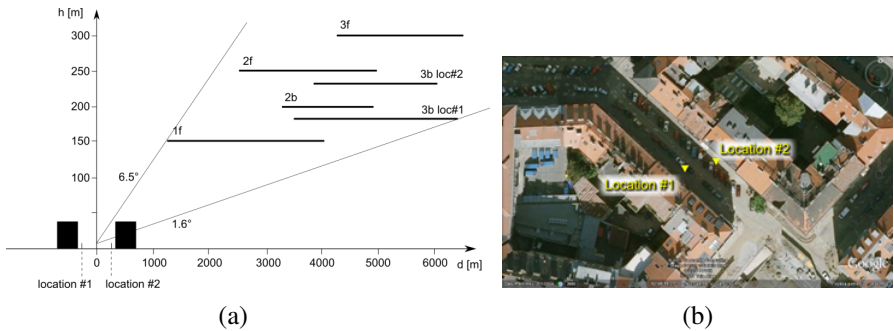 h [m]
300
250
200
150
100
3f
2f
3b loc#2
2b
3b loc#1
1f
6.5°
1.6°
0
1000
2000
3000
4000
5000
6000
d [m]
location #1
location #2
(a)
Location #2
Location #1
Google
(b)